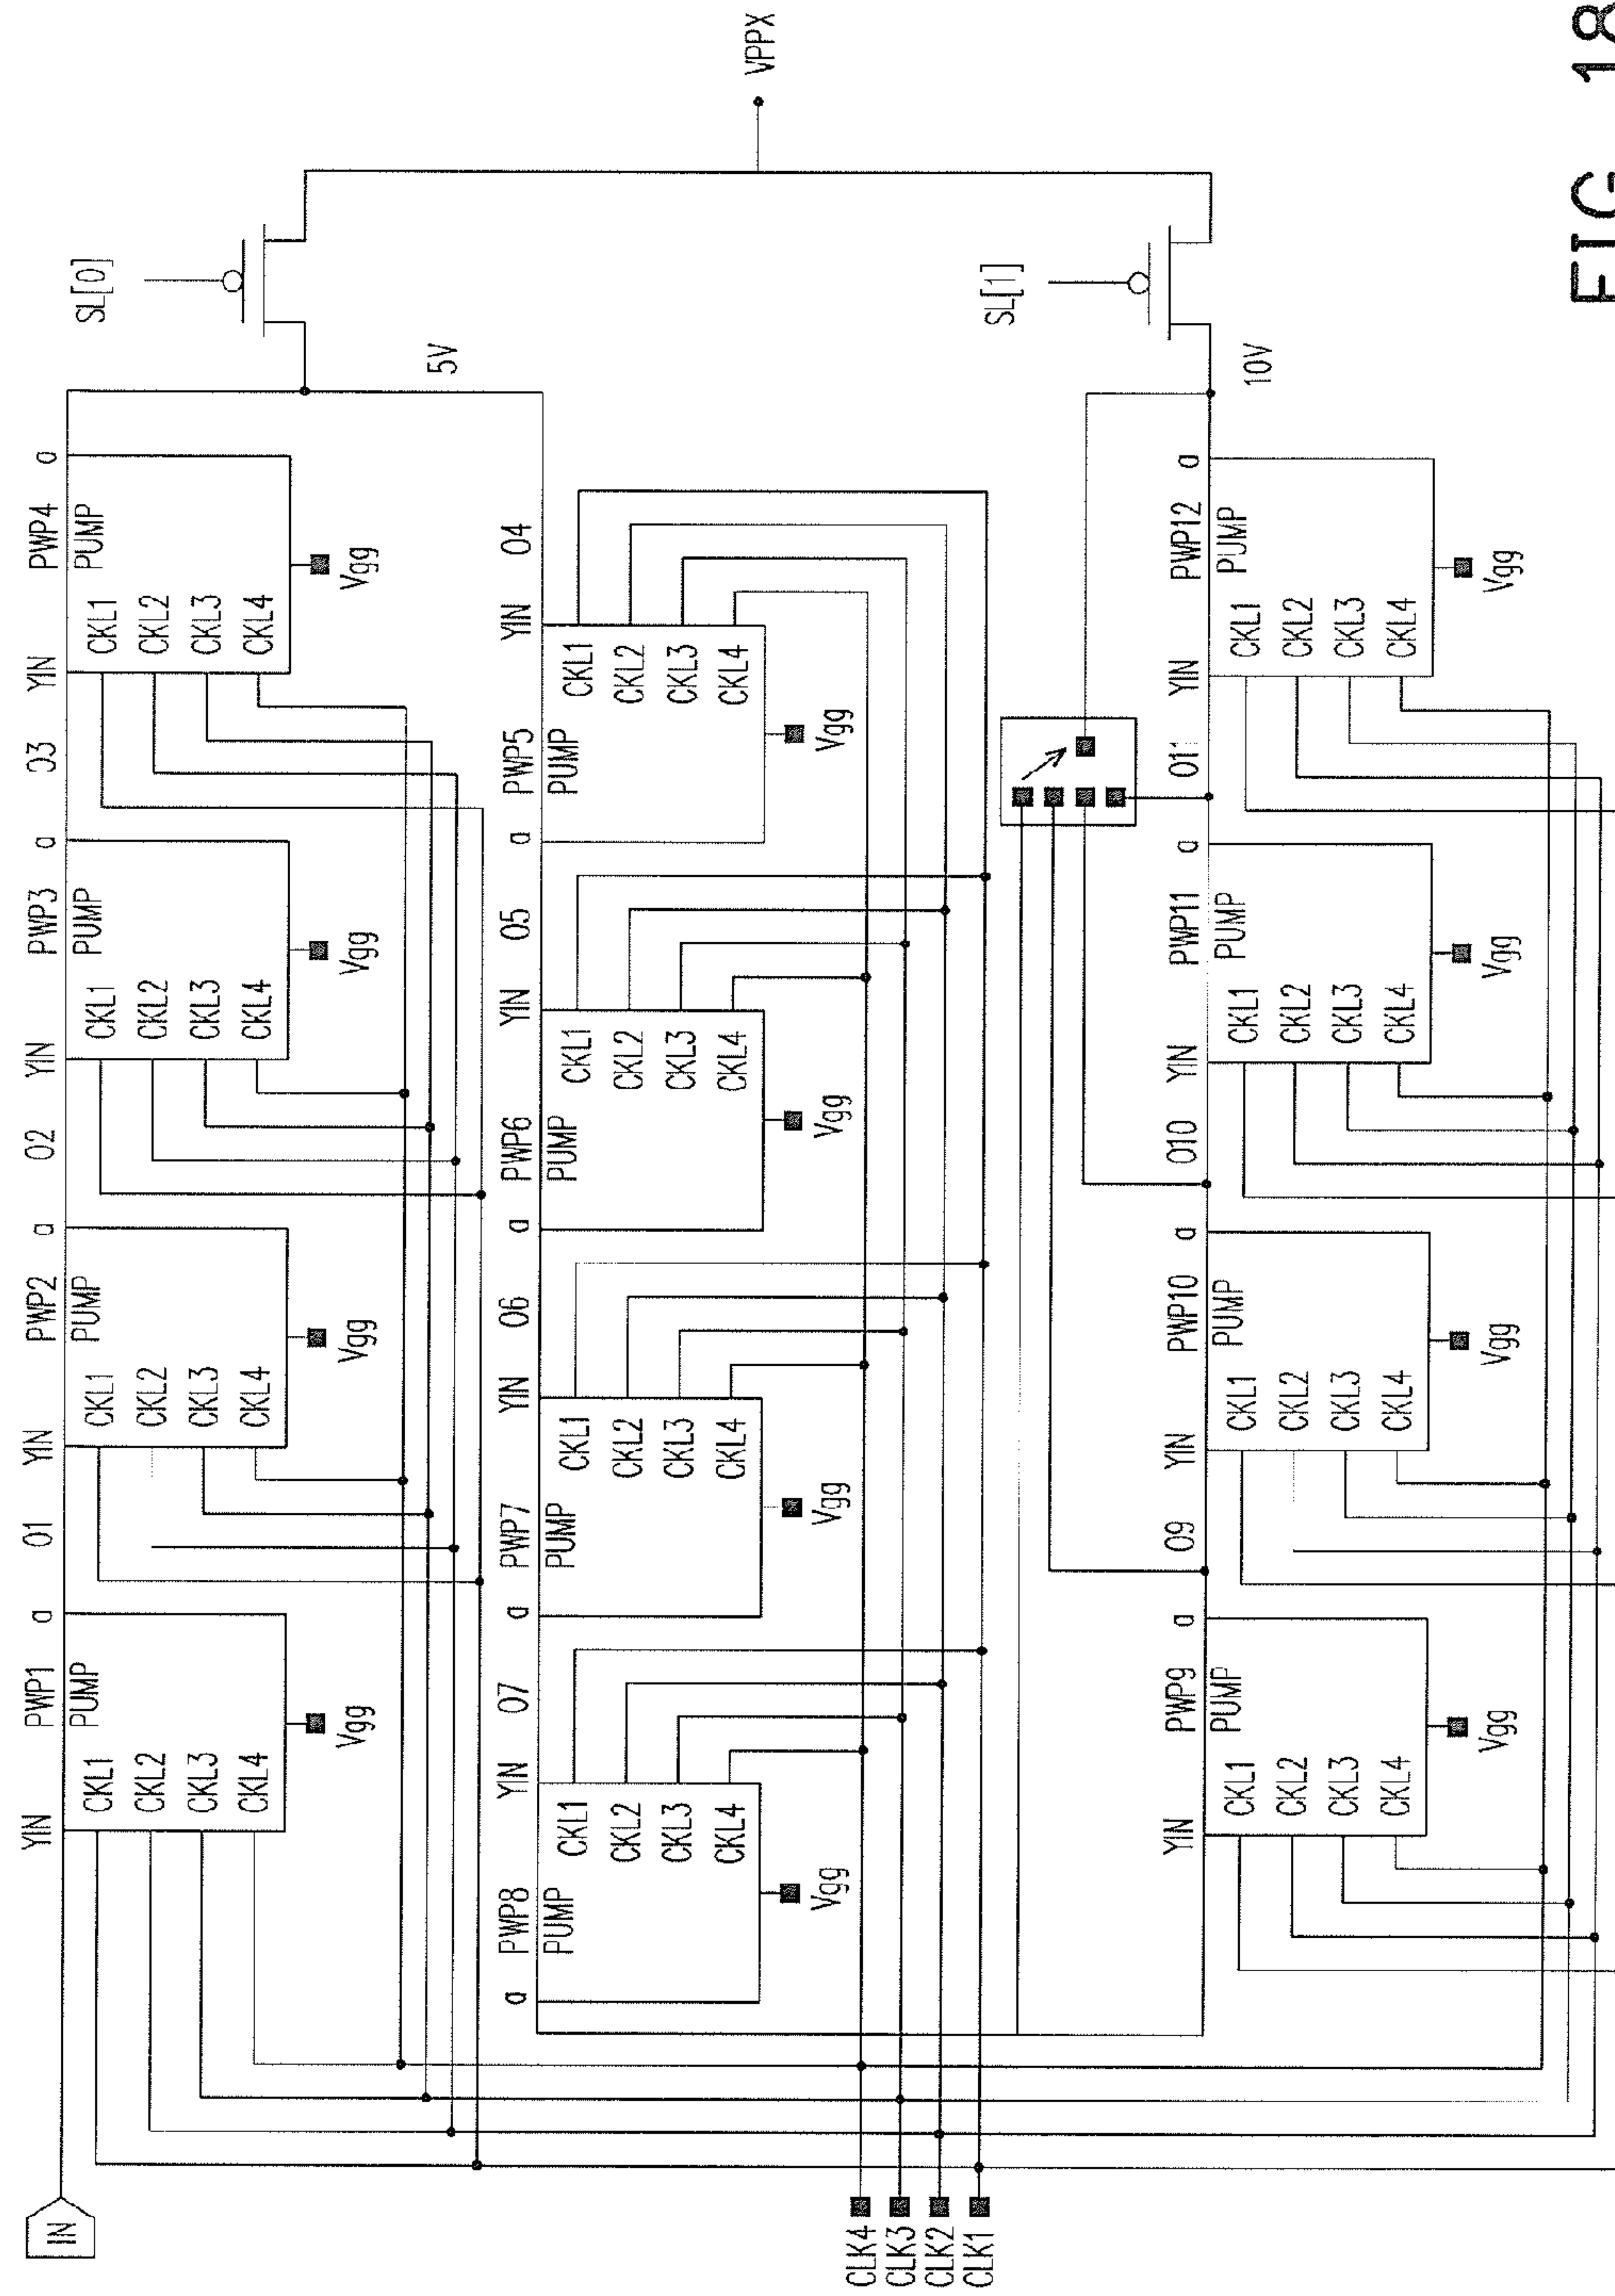 IN
YIN PWP1 a O1 YIN PWP2 a O2 YIN PWP3 a O3 YIN PWP4 a
PUMP PUMP PUMP PUMP
CKL1 CKL1 CKL1 CKL1
CKL2 CKL2 CKL2 CKL2
CKL3 CKL3 CKL3 CKL3
CKL4 CKL4 CKL4 CKL4
Vgg Vgg Vgg Vgg
SL[0]
5V
a PWP8 YIN O7 a PWP7 YIN O6 a PWP6 YIN O5 a PWP5 YIN O4
PUMP PUMP PUMP PUMP
CKL1 CKL1 CKL1 CKL1
CKL2 CKL2 CKL2 CKL2
CKL3 CKL3 CKL3 CKL3
CKL4 CKL4 CKL4 CKL4
Vgg Vgg Vgg Vgg
VPPX
CLK4
CLK3
CLK2
CLK1
SL[1]
10V
YIN PWP9 a O9 YIN PWP10 a O10 YIN PWP11 a O11 YIN PWP12 a
PUMP PUMP PUMP PUMP
CKL1 CKL1 CKL1 CKL1
CKL2 CKL2 CKL2 CKL2
CKL3 CKL3 CKL3 CKL3
CKL4 CKL4 CKL4 CKL4
Vgg Vgg Vgg Vgg
FIG. 18